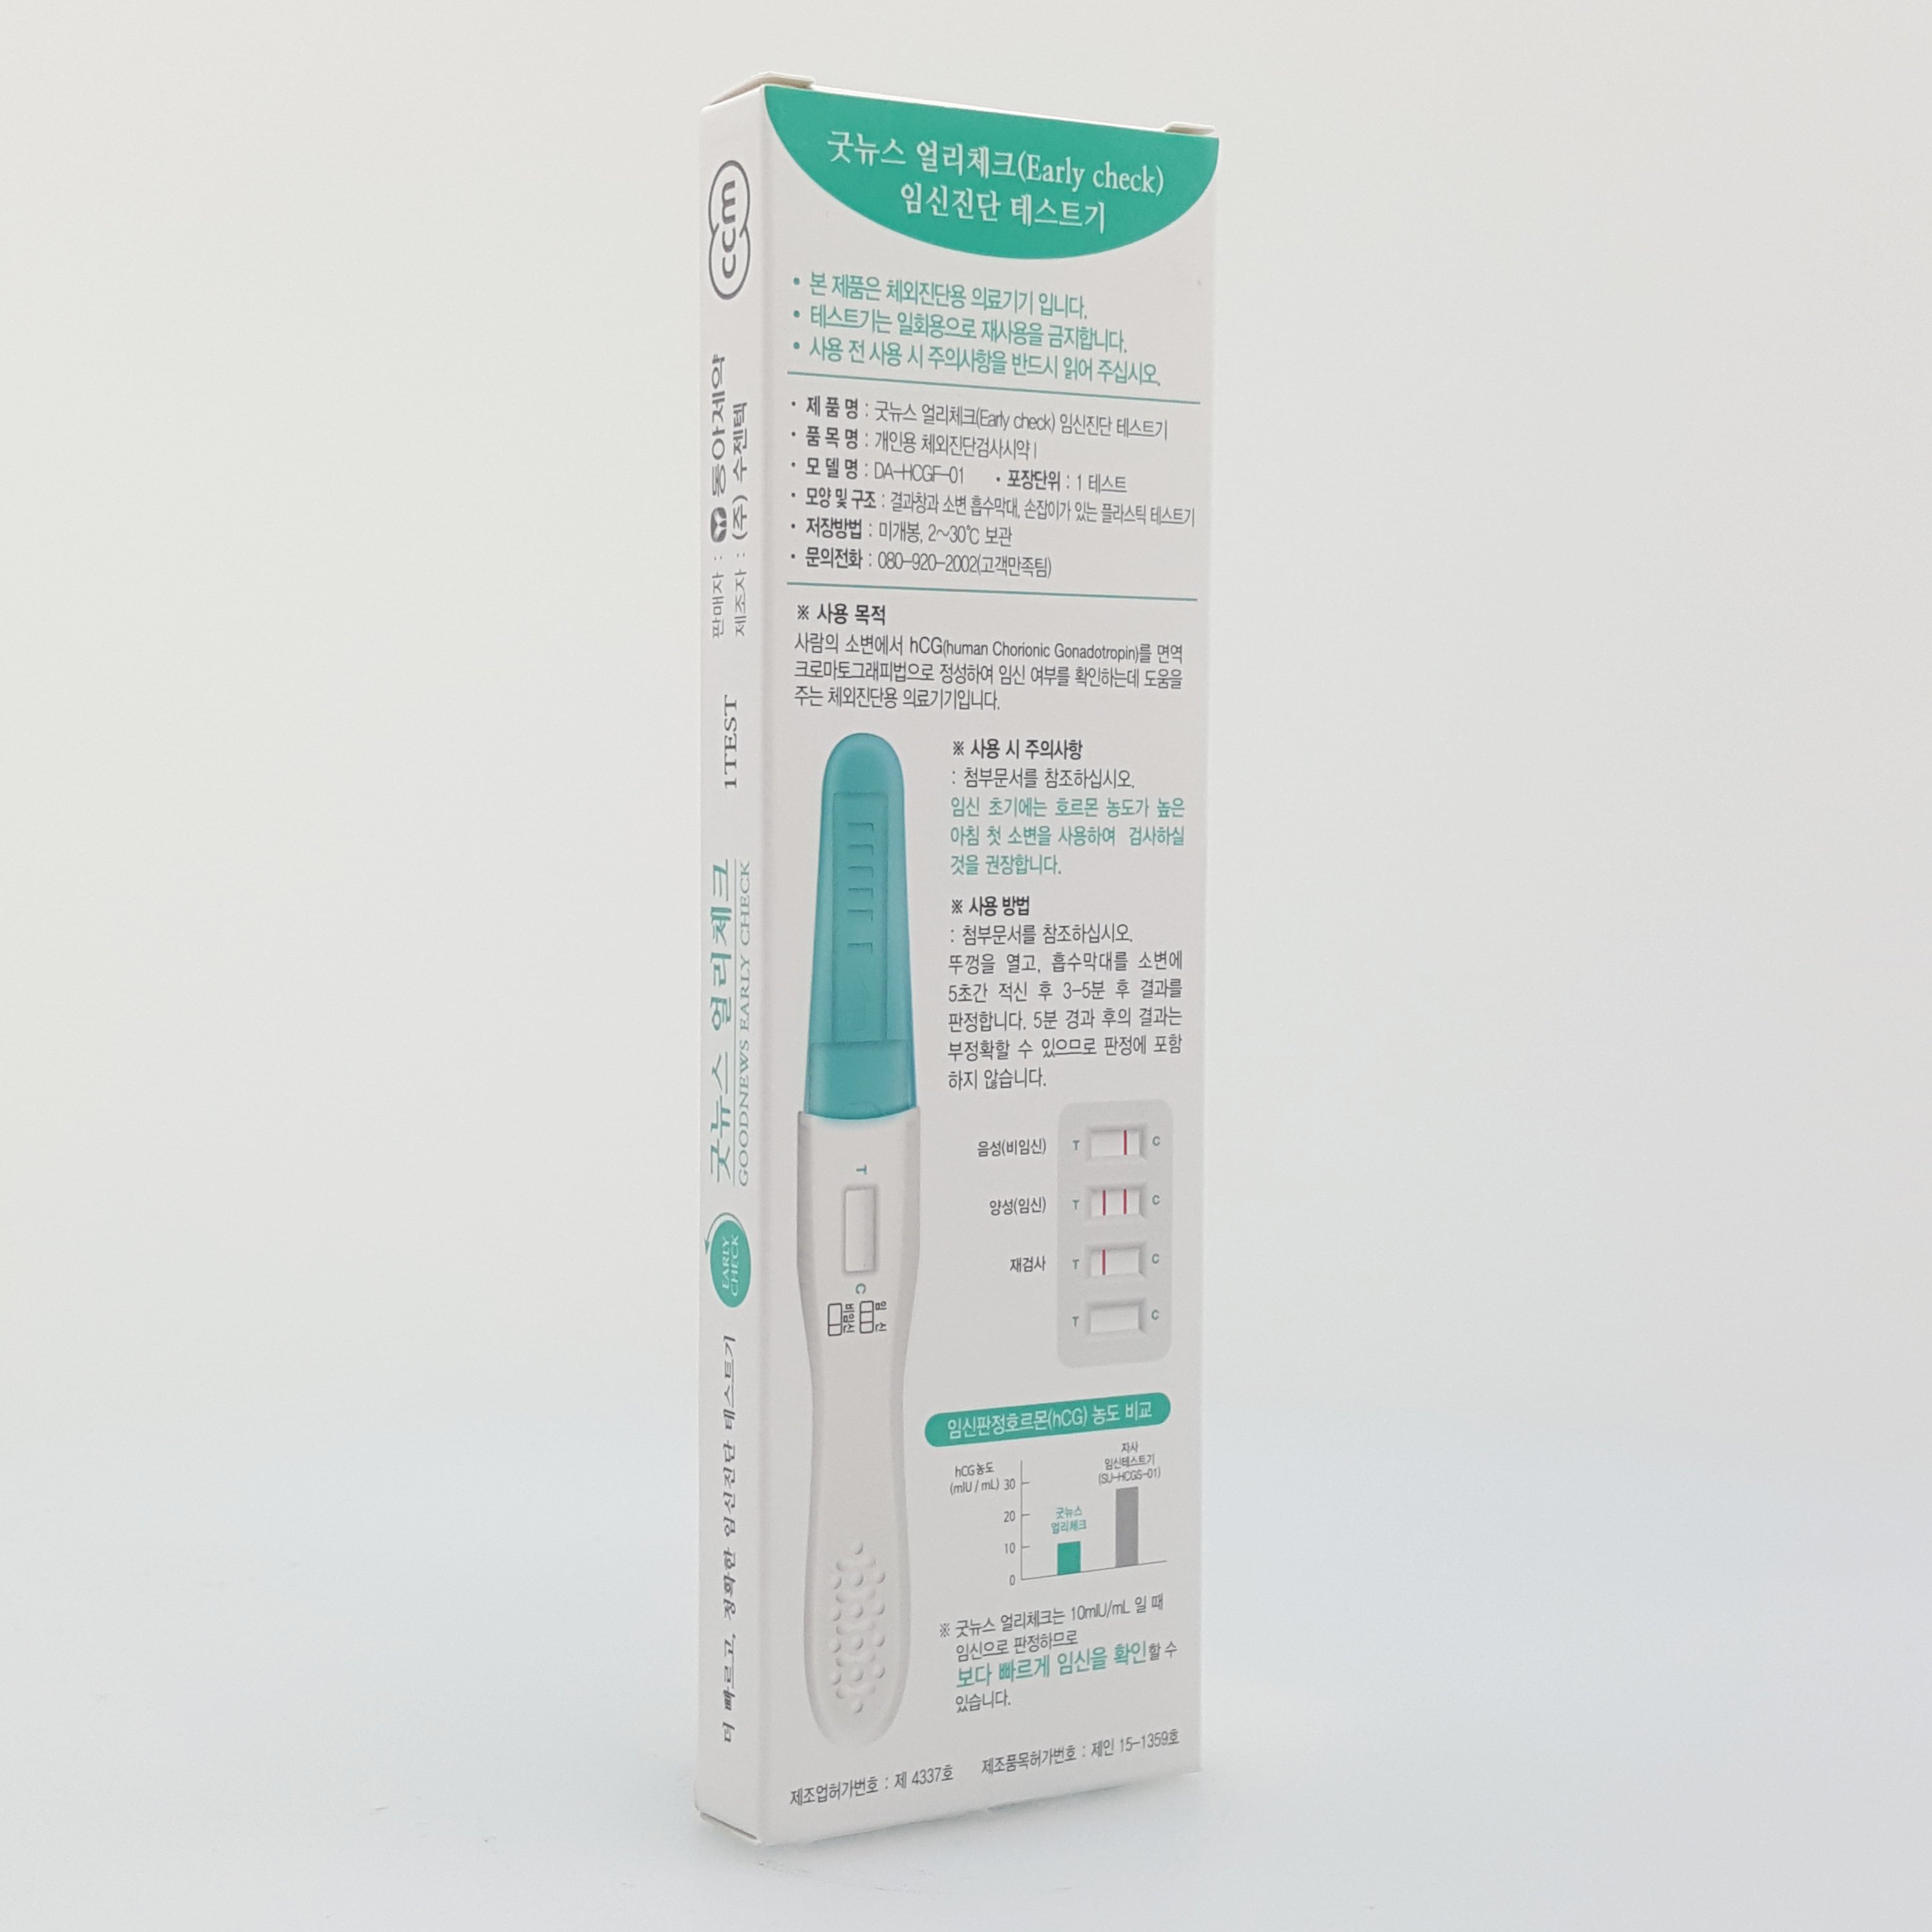 굿뉴스 얼리체크(Early check)
임신진단 테스트기
• 본 제품은 체외진단용 의료기기 입니다.
• 테스트기는 일회용으로 재사용을 금지합니다.
• 사용 전 사용 시 주의사항을 반드시 읽어 주십시오.
• 제 품 명 : 굿뉴스 얼리체크(Early check) 임신진단 테스트기
• 품 목 명 : 개인용 체외진단검사시약 I
• 모 델 명 : DA-HCGF-01 • 포장단위 : 1 테스트
• 모양 및 구조 : 결과창과 소변 흡수막대, 손잡이가 있는 플라스틱 테스트기
• 저장방법 : 미개봉, 2~30℃ 보관
• 문의전화 : 080-920-2002(고객만족팀)
※ 사용 목적
사람의 소변에서 hCG(human Chorionic Gonadotropin)를 면역
크로마토그래피법으로 정성하여 임신 여부를 확인하는데 도움을
주는 체외진단용 의료기기입니다.
※ 사용 시 주의사항
: 첨부문서를 참조하십시오.
임신 초기에는 호르몬 농도가 높은
아침 첫 소변을 사용하여 검사하실
것을 권장합니다.
※ 사용 방법
: 첨부문서를 참조하십시오.
뚜껑을 열고, 흡수막대를 소변에
5초간 적신 후 3-5분 후 결과를
판정합니다. 5분 경과 후의 결과는
부정확할 수 있으므로 판정에 포함
하지 않습니다.
음성(비임신) T C
양성(임신) T C
재검사 T C
T C
T
C
임신
비임신
임신판정호르몬(hCG) 농도 비교
hCG농도
(mIU / mL)
30
20
10
0
굿뉴스
얼리체크
자사
임신테스트기
(SU-HCGS-01)
※ 굿뉴스 얼리체크는 10mIU/mL 일 때
임신으로 판정하므로
보다 빠르게 임신을 확인할 수
있습니다.
제조업허가번호 : 제 4337호 제조품목허가번호 : 제인 15-1359호
더 빠르고, 정확한 임신진단 테스트기
EARLY
CHECK
굿뉴스 얼리체크
GOODNEWS EARLY CHECK
1 TEST
판매자 : 동아제약
제조자 : (주) 수젠텍
ccm